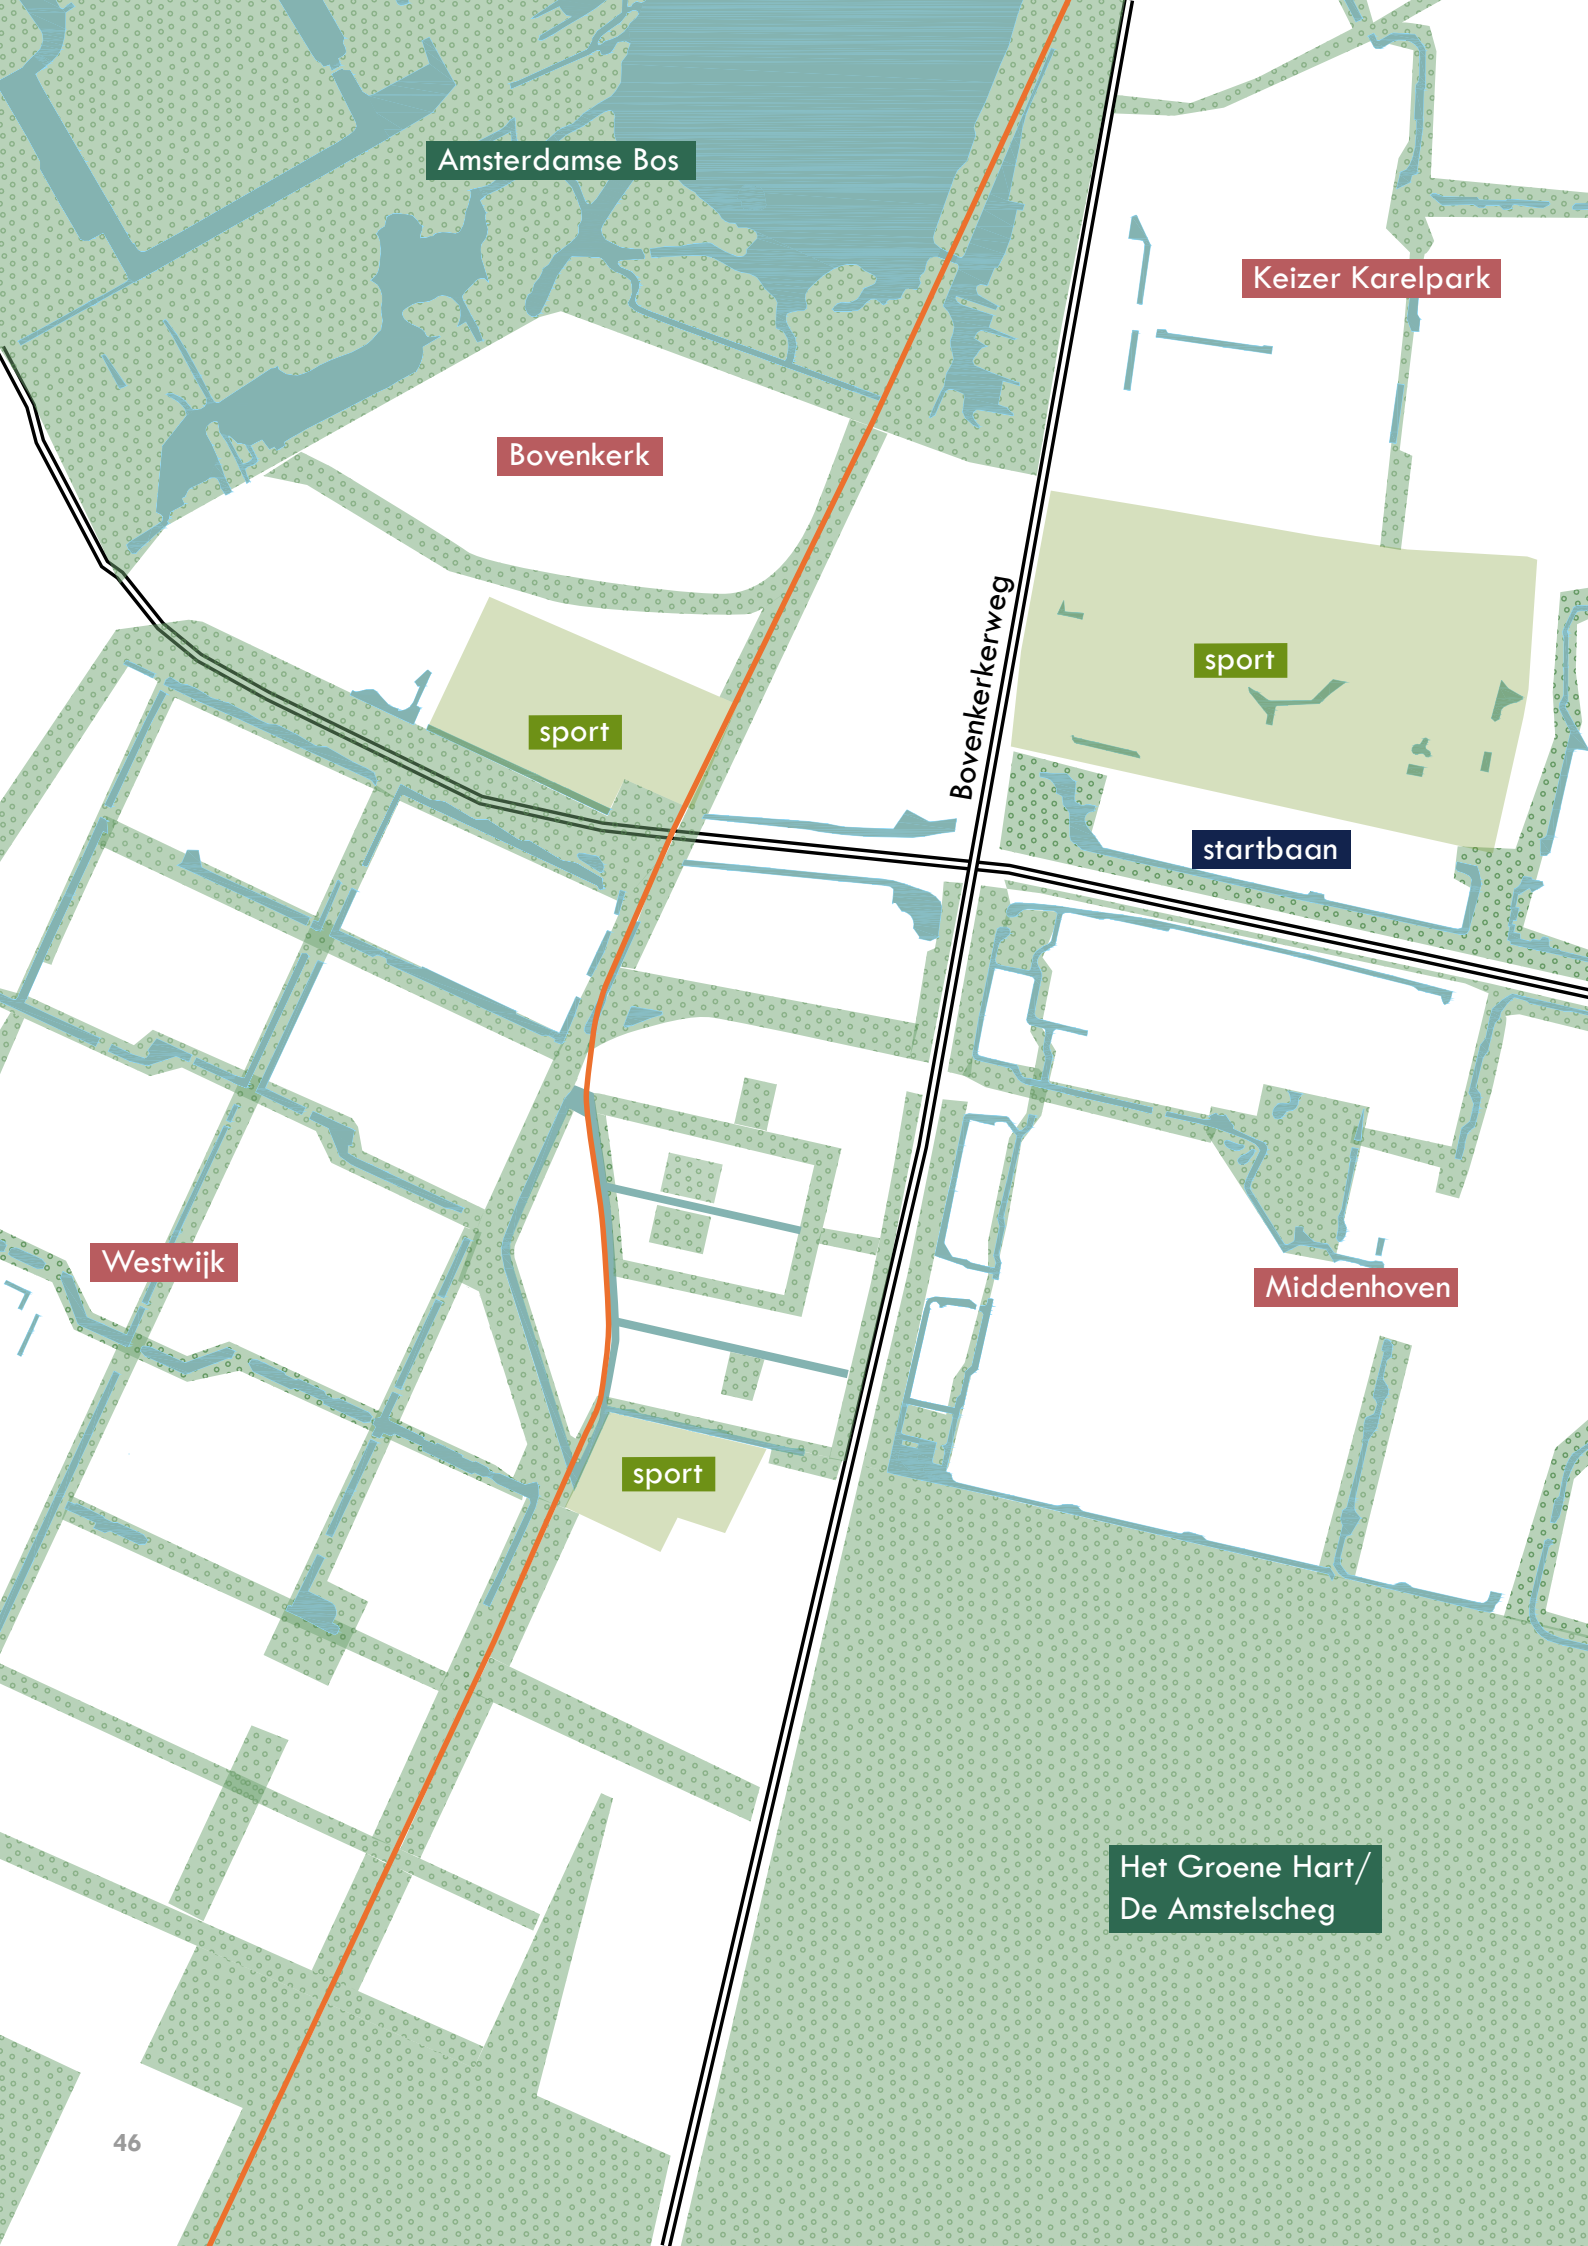 Amsterdamse Bos
Keizer Karelpark
Bovenkerk
Bovenkerkerweg
sport
sport
startbaan
Westwijk
Middenhoven
sport
Het Groene Hart/
De Amstelscheg
46